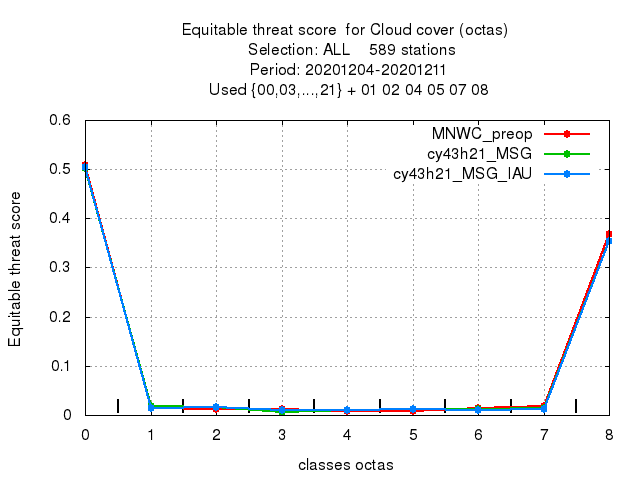 Equitable threat score  for Cloud cover (octas)
Selection: ALL    589 stations
Period: 20201204-20201211
Used {00,03,...,21} + 01 02 04 05 07 08
MNWC_preop
cy43h21_MSG
cy43h21_MSG_IAU
Equitable threat score
0.6
0.5
0.4
0.3
0.2
0.1
0
0 1 2 3 4 5 6 7 8
classes octas